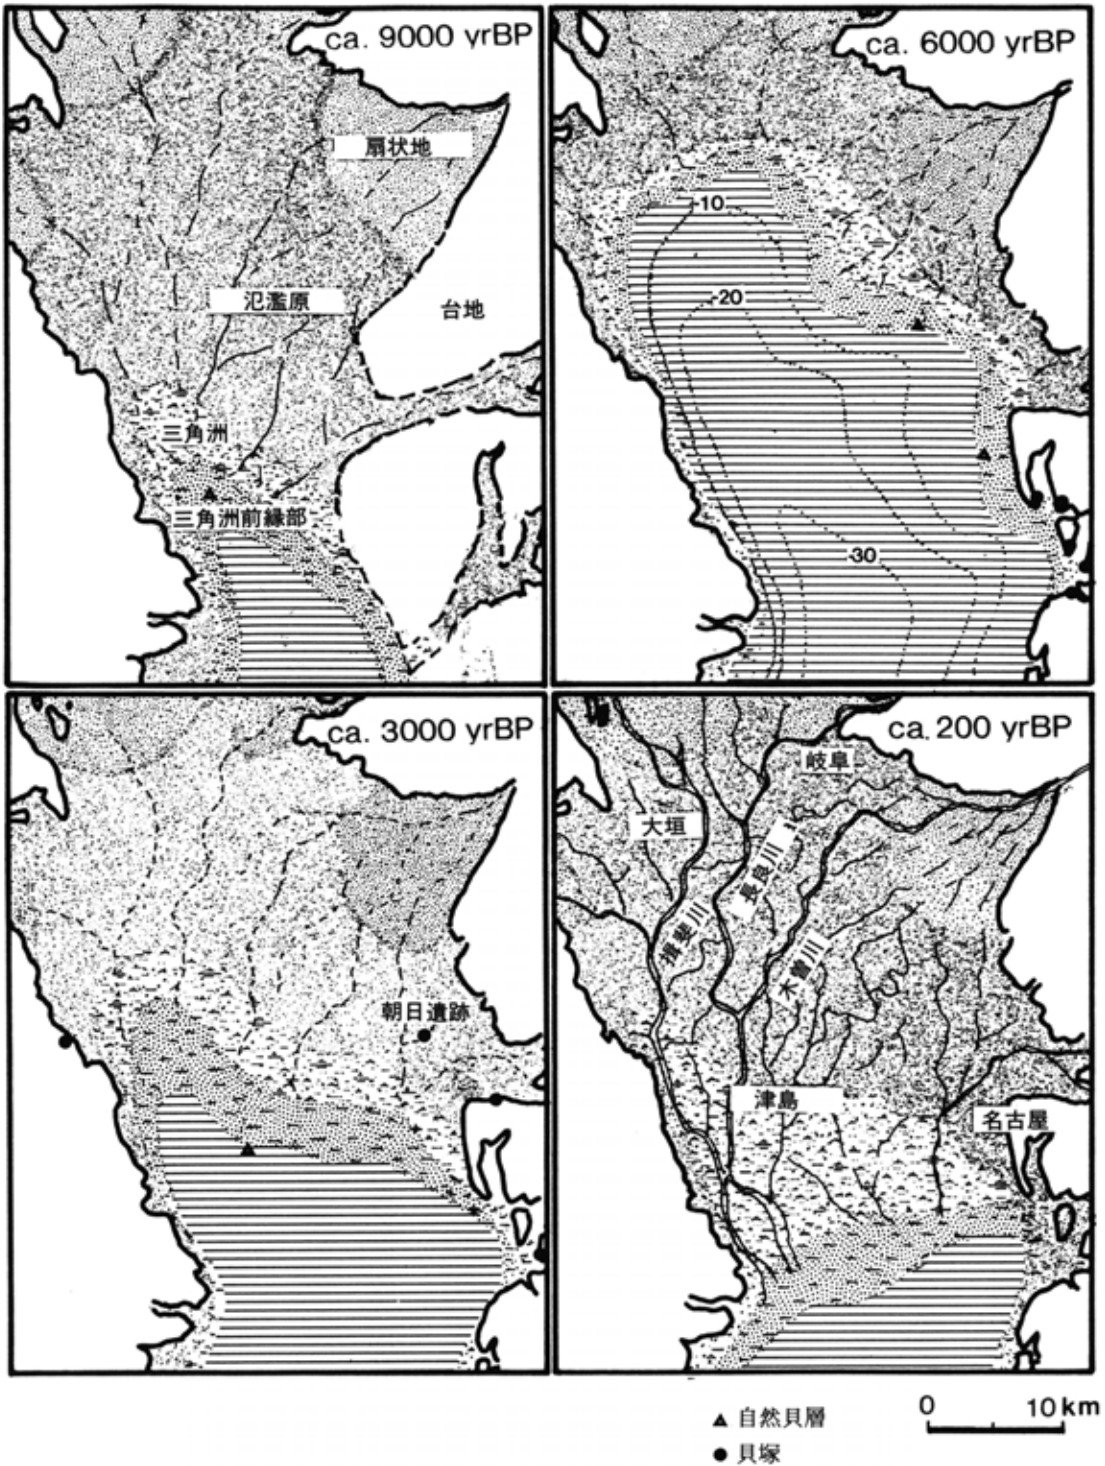 ca. 9000 yrBP
扇状地
氾濫原
台地
三角洲
三角洲前縁部
ca. 6000 yrBP
-10
-20
-30
ca. 3000 yrBP
朝日遺跡
ca. 200 yrBP
岐阜
大垣
長良川
揖斐川
木曽川
津島
名古屋
0 10 km
▲ 自然貝層
● 貝塚